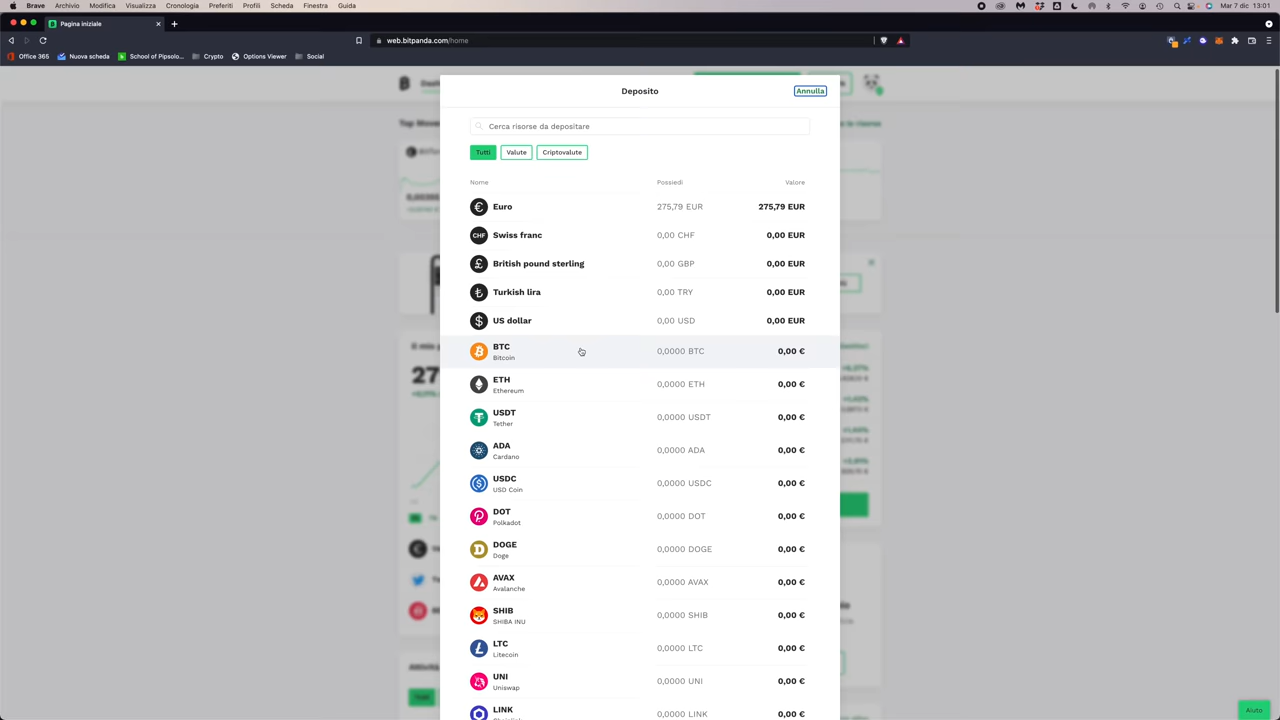 Brave Archivio Modifica Visualizza Cronologia Preferiti Profili Scheda Finestra Guida
Mar 7 dic 13:01
Pagina iniziale
web.bitpanda.com/home
Office 365 Nuova scheda School of Pipsolo... Crypto Options Viewer Social
Deposito
Annulla
Cerca risorse da depositare
Tutti Valute Criptovalute
Nome Possiedi Valore
Euro 275,79 EUR 275,79 EUR
CHF Swiss franc 0,00 CHF 0,00 EUR
British pound sterling 0,00 GBP 0,00 EUR
Turkish lira 0,00 TRY 0,00 EUR
US dollar 0,00 USD 0,00 EUR
BTC
Bitcoin
0,0000 BTC 0,00 €
ETH
Ethereum
0,0000 ETH 0,00 €
USDT
Tether
0,0000 USDT 0,00 €
ADA
Cardano
0,0000 ADA 0,00 €
USDC
USD Coin
0,0000 USDC 0,00 €
DOT
Polkadot
0,0000 DOT 0,00 €
DOGE
Doge
0,0000 DOGE 0,00 €
AVAX
Avalanche
0,0000 AVAX 0,00 €
SHIB
SHIBA INU
0,0000 SHIB 0,00 €
LTC
Litecoin
0,0000 LTC 0,00 €
UNI
Uniswap
0,0000 UNI 0,00 €
LINK
0,0000 LINK 0,00 €
Aiuto